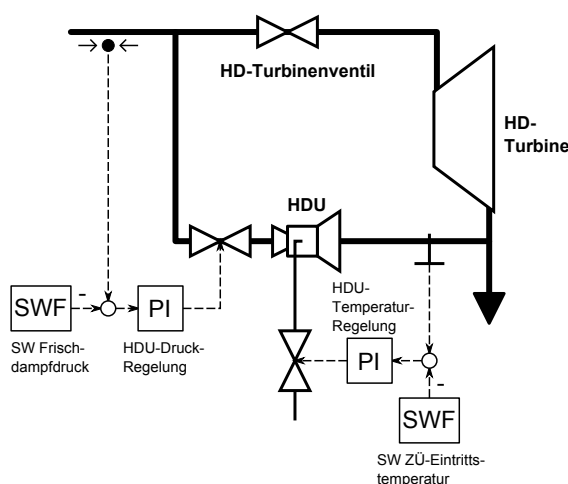 HD-Turbinenventil
HD-
Turbine
HDU
HDU-
Temperatur-
Regelung
SWF
-
PI
SW Frisch-
dampfdruck
HDU-Druck-
Regelung
PI
-
SWF
SW ZÜ-Eintritts-
temperatur